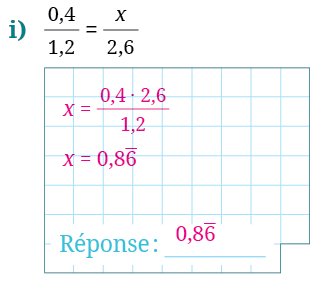 i) 0,4/1,2 = x/2,6
x = 0,4 · 2,6/1,2
x = 0,86̅
Réponse : 0,86̅